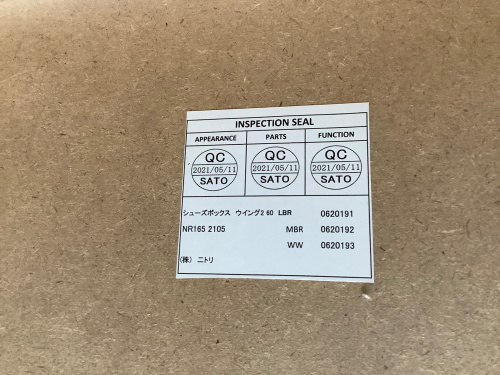 INSPECTION SEAL
APPEARANCE PARTS FUNCTION
QC QC QC
2021/05/11 2021/05/11 2021/05/11
SATO SATO SATO
シューズボックス ウイング2 60 LBR 0620191
NR165 2105 MBR 0620192
WW 0620193
(株) ニトリ